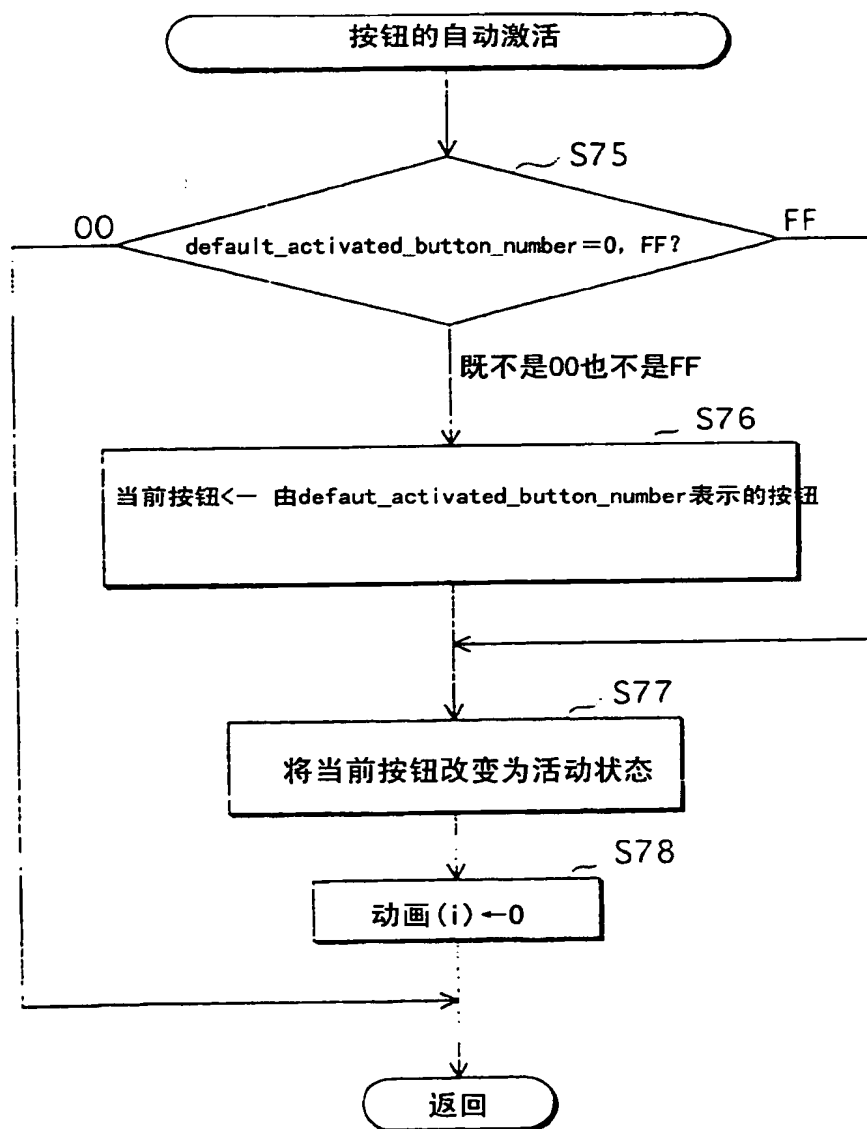 按钮的自动激活
S75
00
FF
default_activated_button_number=0, FF?
既不是00也不是FF
S76
当前按钮<— 由defaut_activated_button_number表示的按钮
S77
将当前按钮改变为活动状态
S78
动画(i)←0
返回